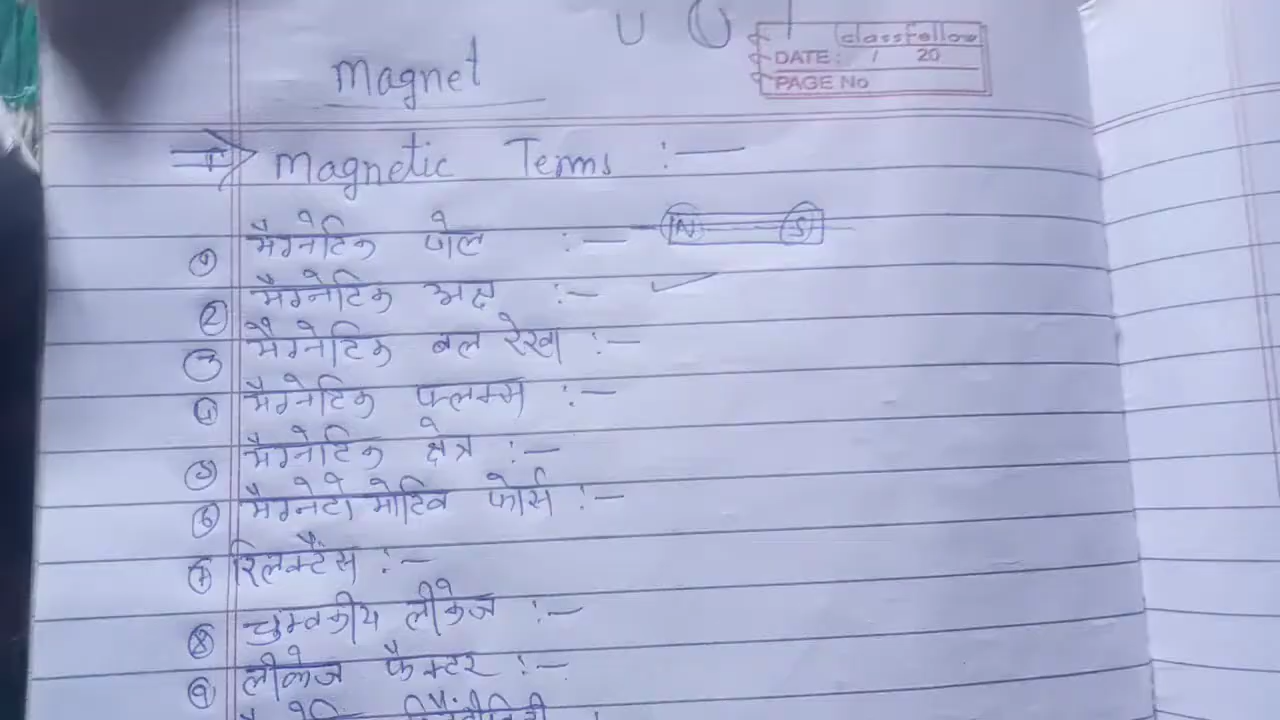 classfellow
DATE: / 20
PAGE No
Magnet
Magnetic Terms :—
① मैग्नेटिक पोल :— N S
② मैग्नेटिक अक्ष :—
③ मैग्नेटिक बल रेखा :—
④ मैग्नेटिक फ्लक्स :—
⑤ मैग्नेटिक क्षेत्र :—
⑥ मैग्नेटो मोटिव फोर्स :—
⑦ रिलक्टैंस :—
⑧ चुम्बकीय लीकेज :—
⑨ लीकेज फैक्टर :—